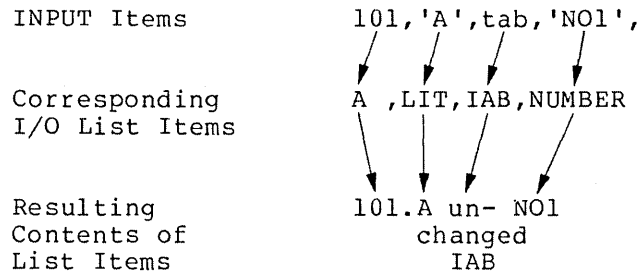 INPUT Items 101,'A',tab,'NO1',
Corresponding A ,LIT,IAB,NUMBER
I/O List Items
Resulting 101.A un- NO1
Contents of changed
List Items IAB